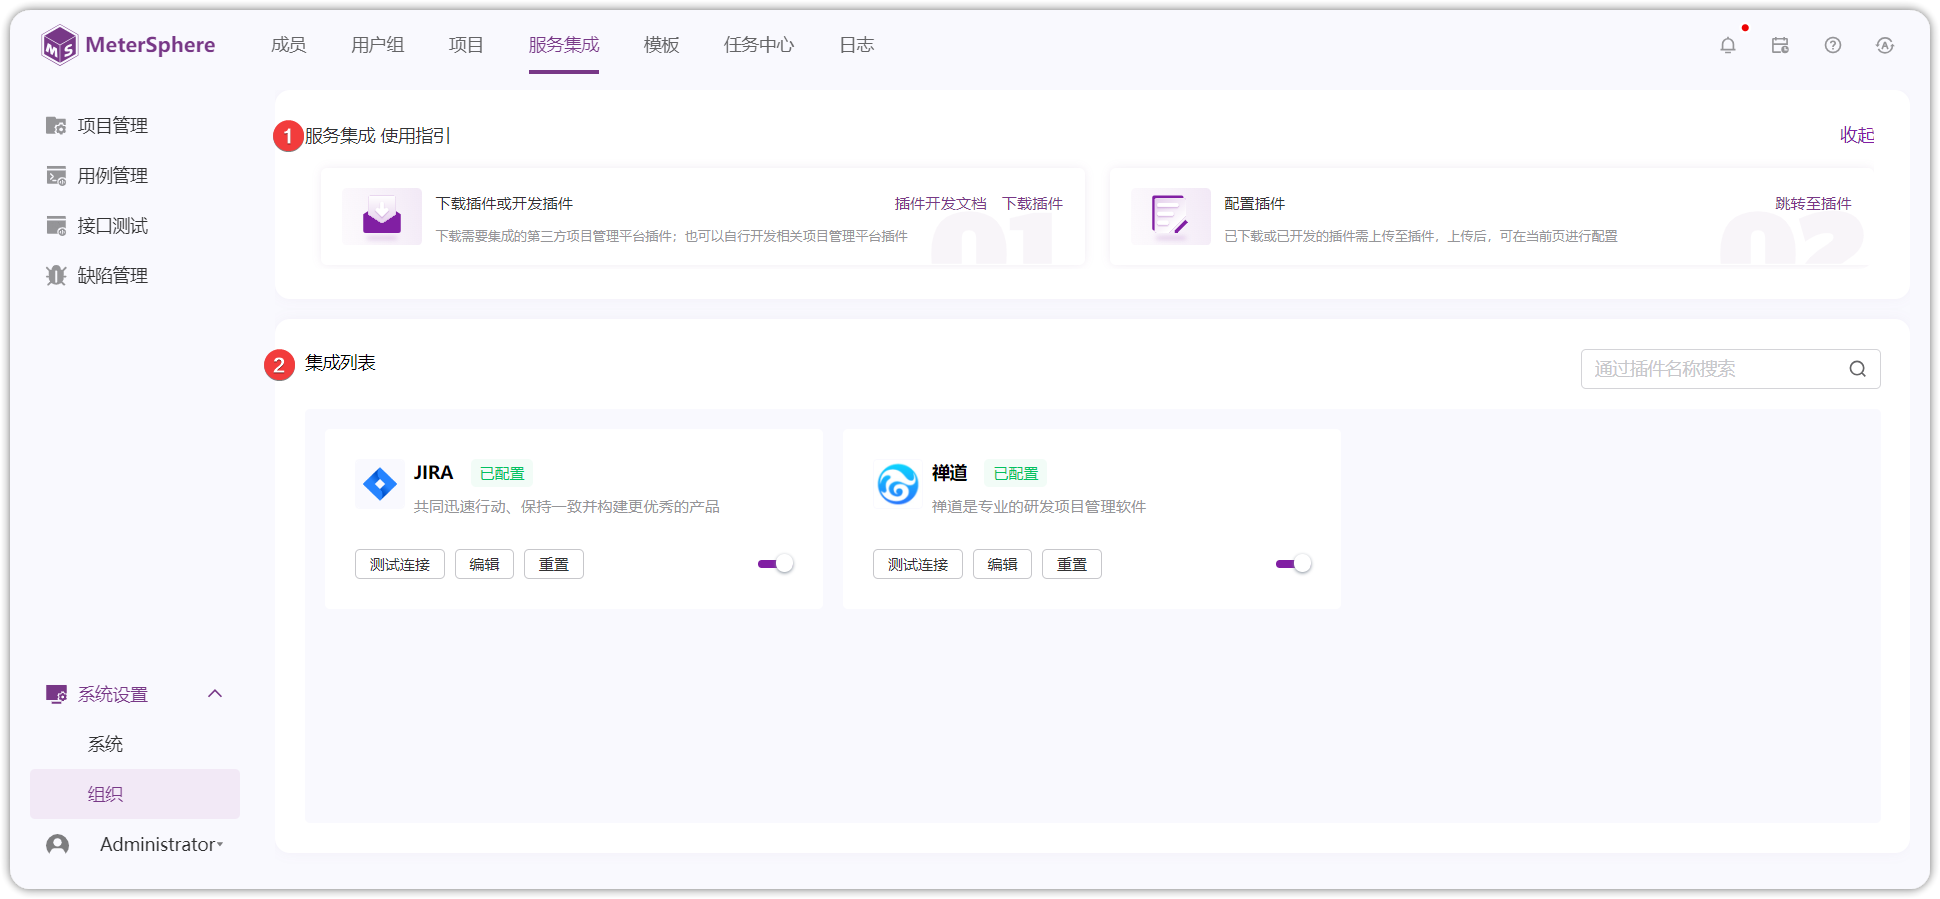 MeterSphere
成员 用户组 项目 服务集成 模板 任务中心 日志
项目管理
用例管理
接口测试
缺陷管理
1 服务集成 使用指引 收起
下载插件或开发插件 插件开发文档 下载插件
下载需要集成的第三方项目管理平台插件；也可以自行开发相关项目管理平台插件
01
配置插件 跳转至插件
已下载或已开发的插件需上传至插件，上传后，可在当前页进行配置
02
2 集成列表 通过插件名称搜索
JIRA 已配置
共同迅速行动、保持一致并构建更优秀的产品
测试连接 编辑 重置
禅道 已配置
禅道是专业的研发项目管理软件
测试连接 编辑 重置
系统设置
系统
组织
Administrator